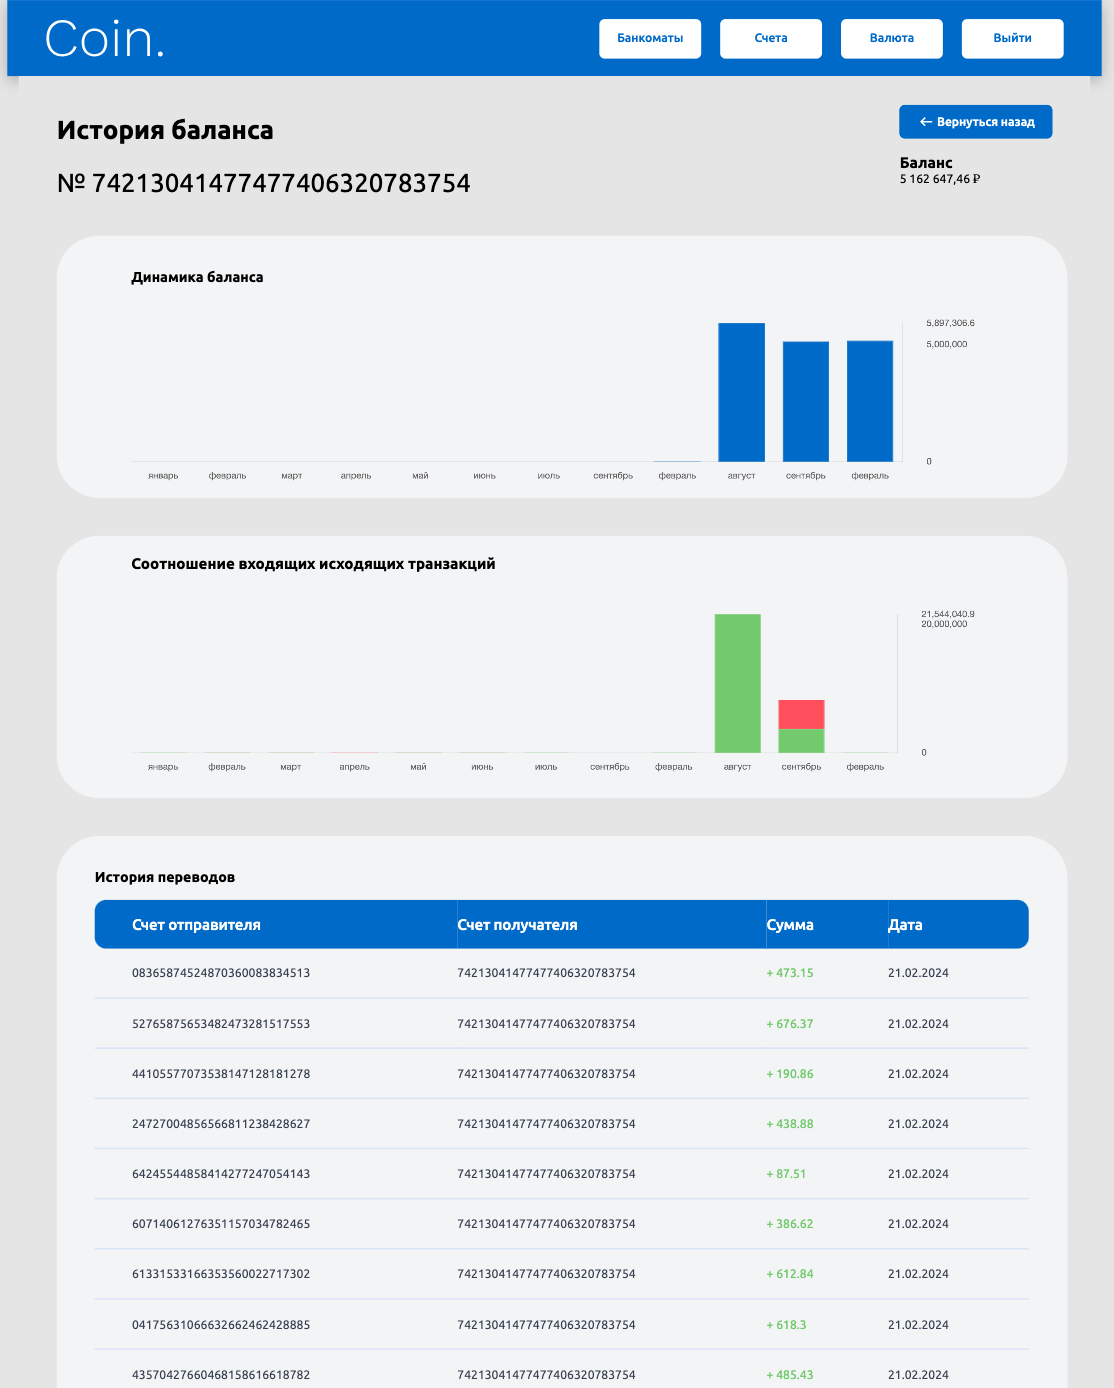 Coin.
Банкоматы
Счета
Валюта
Выйти
История баланса
← Вернуться назад
№ 74213041477477406320783754
Баланс
5 162 647,46 ₽
Динамика баланса
5,897,306.6
5,000,000
0
январь февраль март апрель май июнь июль сентябрь февраль август сентябрь февраль
Соотношение входящих исходящих транзакций
21,544,040.9
20,000,000
0
январь февраль март апрель май июнь июль сентябрь февраль август сентябрь февраль
История переводов
Счет отправителя Счет получателя Сумма Дата
08365874524870360083834513 74213041477477406320783754 + 473.15 21.02.2024
52765875653482473281517553 74213041477477406320783754 + 676.37 21.02.2024
44105577073538147128181278 74213041477477406320783754 + 190.86 21.02.2024
24727004856566811238428627 74213041477477406320783754 + 438.88 21.02.2024
64245544858414277247054143 74213041477477406320783754 + 87.51 21.02.2024
60714061276351157034782465 74213041477477406320783754 + 386.62 21.02.2024
61331533166353560022717302 74213041477477406320783754 + 612.84 21.02.2024
04175631066632662462428885 74213041477477406320783754 + 618.3 21.02.2024
43570427660468158616618782 74213041477477406320783754 + 485.43 21.02.2024